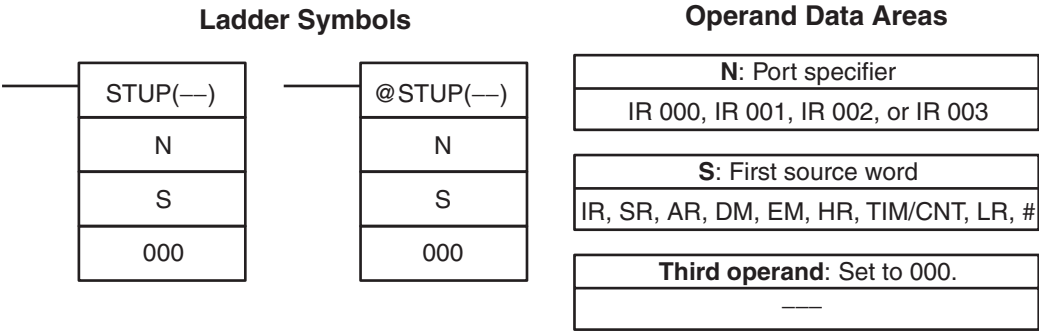 Ladder Symbols
STUP(––)
N
S
000
@STUP(––)
N
S
000
Operand Data Areas
N: Port specifier
IR 000, IR 001, IR 002, or IR 003
S: First source word
IR, SR, AR, DM, EM, HR, TIM/CNT, LR, #
Third operand: Set to 000.
–––